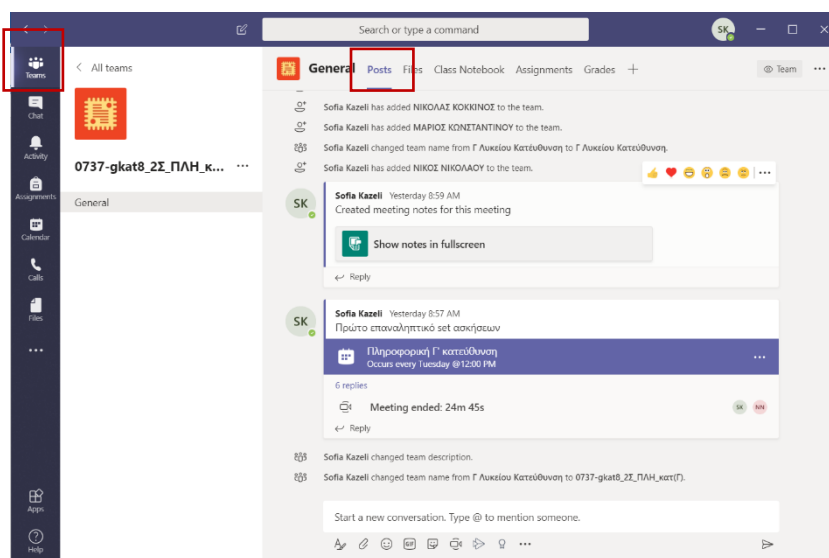 Search or type a command
SK
Teams
Chat
Activity
Assignments
Calendar
Calls
Files
Apps
Help
All teams
0737-gkat8_2Σ_ΠΛΗ_κ...
General
General Posts Files Class Notebook Assignments Grades
Team
Sofia Kazeli has added ΝΙΚΟΛΑΣ ΚΟΚΚΙΝΟΣ to the team.
Sofia Kazeli has added ΜΑΡΙΟΣ ΚΩΝΣΤΑΝΤΙΝΟΥ to the team.
Sofia Kazeli changed team name from Γ Λυκείου Κατέυθυνση to Γ Λυκείου Κατεύθυνση.
Sofia Kazeli has added ΝΙΚΟΣ ΝΙΚΟΛΑΟΥ to the team.
SK
Sofia Kazeli Yesterday 8:59 AM
Created meeting notes for this meeting
Show notes in fullscreen
Reply
SK
Sofia Kazeli Yesterday 8:57 AM
Πρώτο επαναληπτικό set ασκήσεων
Πληροφορική Γ' κατεύθυνση
Occurs every Tuesday @12:00 PM
6 replies
Meeting ended: 24m 45s
SK NN
Reply
Sofia Kazeli changed team description.
Sofia Kazeli changed team name from Γ Λυκείου Κατεύθυνση to 0737-gkat8_2Σ_ΠΛΗ_κατ(Γ).
Start a new conversation. Type @ to mention someone.
GIF